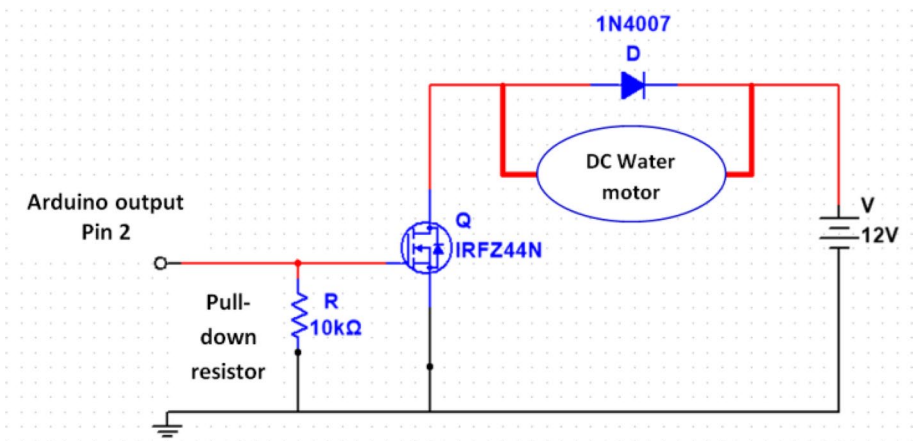 1N4007
D
DC Water
motor
Arduino output
Pin 2
Q
IRFZ44N
V
12V
Pull-
down
resistor
R
10kΩ